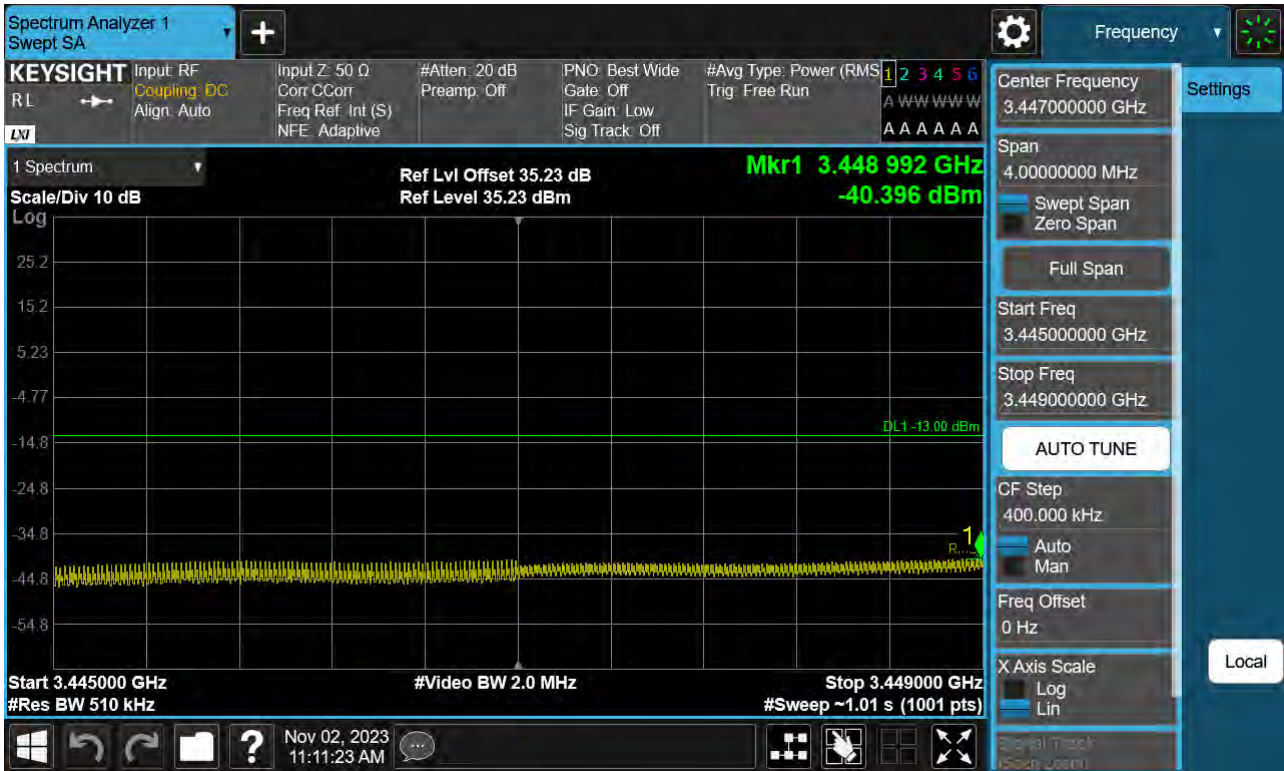 Spectrum Analyzer 1
Swept SA
+
Frequency
KEYSIGHT
RL
LXI
Input: RF
Coupling: DC
Align: Auto
Input Z: 50 Ω
Corr CCorr
Freq Ref: Int (S)
NFE: Adaptive
#Atten: 20 dB
Preamp: Off
PNO: Best Wide
Gate: Off
IF Gain: Low
Sig Track: Off
#Avg Type: Power (RMS
Trig: Free Run
1 2 3 4 5 6
A W W W W W
A A A A A A
1 Spectrum
Scale/Div 10 dB
Log
Ref Lvl Offset 35.23 dB
Ref Level 35.23 dBm
Mkr1 3.448 992 GHz
-40.396 dBm
25.2
15.2
5.23
-4.77
DL1 -13.00 dBm
-14.8
-24.8
-34.8
1
-44.8
-54.8
Start 3.445000 GHz
#Video BW 2.0 MHz
Stop 3.449000 GHz
#Res BW 510 kHz
#Sweep ~1.01 s (1001 pts)
Center Frequency
3.447000000 GHz
Settings
Span
4.00000000 MHz
Swept Span
Zero Span
Full Span
Start Freq
3.445000000 GHz
Stop Freq
3.449000000 GHz
AUTO TUNE
CF Step
400.000 kHz
Auto
Man
Freq Offset
0 Hz
X Axis Scale
Log
Lin
Local
Signal Track
(Span Zoom)
?
Nov 02, 2023
11:11:23 AM